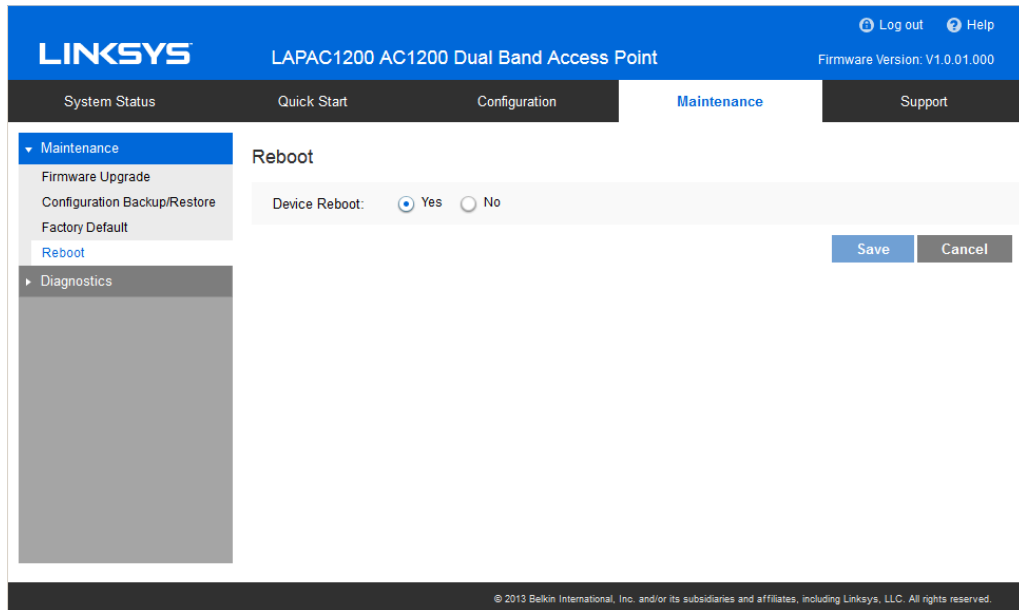 Log out Help
LINKSYS LAPAC1200 AC1200 Dual Band Access Point Firmware Version: V1.0.01.000
System Status Quick Start Configuration Maintenance Support
Maintenance
Firmware Upgrade
Configuration Backup/Restore
Factory Default
Reboot
Diagnostics
Reboot
Device Reboot: Yes No
Save Cancel
© 2013 Belkin International, Inc. and/or its subsidiaries and affiliates, including Linksys, LLC. All rights reserved.